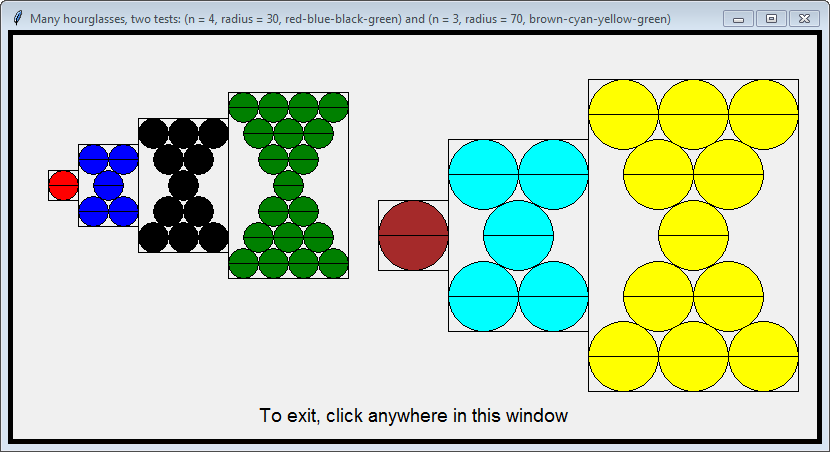 Many hourglasses, two tests: (n = 4, radius = 30, red-blue-black-green) and (n = 3, radius = 70, brown-cyan-yellow-green)
To exit, click anywhere in this window